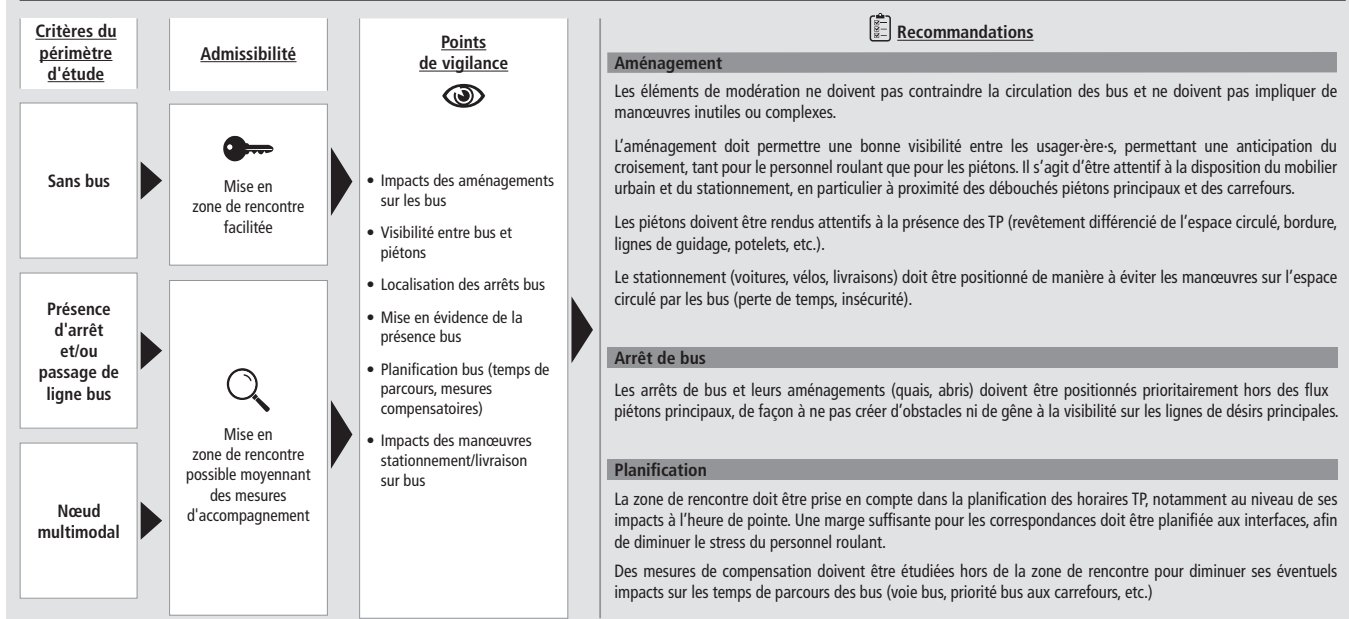 Critères du
périmètre
d'étude
Sans bus
Présence
d'arrêt
et/ou
passage de
ligne bus
Nœud
multimodal
Admissibilité
Mise en
zone de rencontre
facilitée
Mise en
zone de rencontre
possible moyennant
des mesures
d'accompagnement
Points
de vigilance
• Impacts des aménagements
sur les bus
• Visibilité entre bus et
piétons
• Localisation des arrêts bus
• Mise en évidence de la
présence bus
• Planification bus (temps de
parcours, mesures
compensatoires)
• Impacts des manœuvres
stationnement/livraison
sur bus
Recommandations
Aménagement
Les éléments de modération ne doivent pas contraindre la circulation des bus et ne doivent pas impliquer de
manœuvres inutiles ou complexes.
L’aménagement doit permettre une bonne visibilité entre les usager·ère·s, permettant une anticipation du
croisement, tant pour le personnel roulant que pour les piétons. Il s’agit d’être attentif à la disposition du mobilier
urbain et du stationnement, en particulier à proximité des débouchés piétons principaux et des carrefours.
Les piétons doivent être rendus attentifs à la présence des TP (revêtement différencié de l’espace circulé, bordure,
lignes de guidage, potelets, etc.).
Le stationnement (voitures, vélos, livraisons) doit être positionné de manière à éviter les manœuvres sur l’espace
circulé par les bus (perte de temps, insécurité).
Arrêt de bus
Les arrêts de bus et leurs aménagements (quais, abris) doivent être positionnés prioritairement hors des flux
piétons principaux, de façon à ne pas créer d’obstacles ni de gêne à la visibilité sur les lignes de désirs principales.
Planification
La zone de rencontre doit être prise en compte dans la planification des horaires TP, notamment au niveau de ses
impacts à l’heure de pointe. Une marge suffisante pour les correspondances doit être planifiée aux interfaces, afin
de diminuer le stress du personnel roulant.
Des mesures de compensation doivent être étudiées hors de la zone de rencontre pour diminuer ses éventuels
impacts sur les temps de parcours des bus (voie bus, priorité bus aux carrefours, etc.)